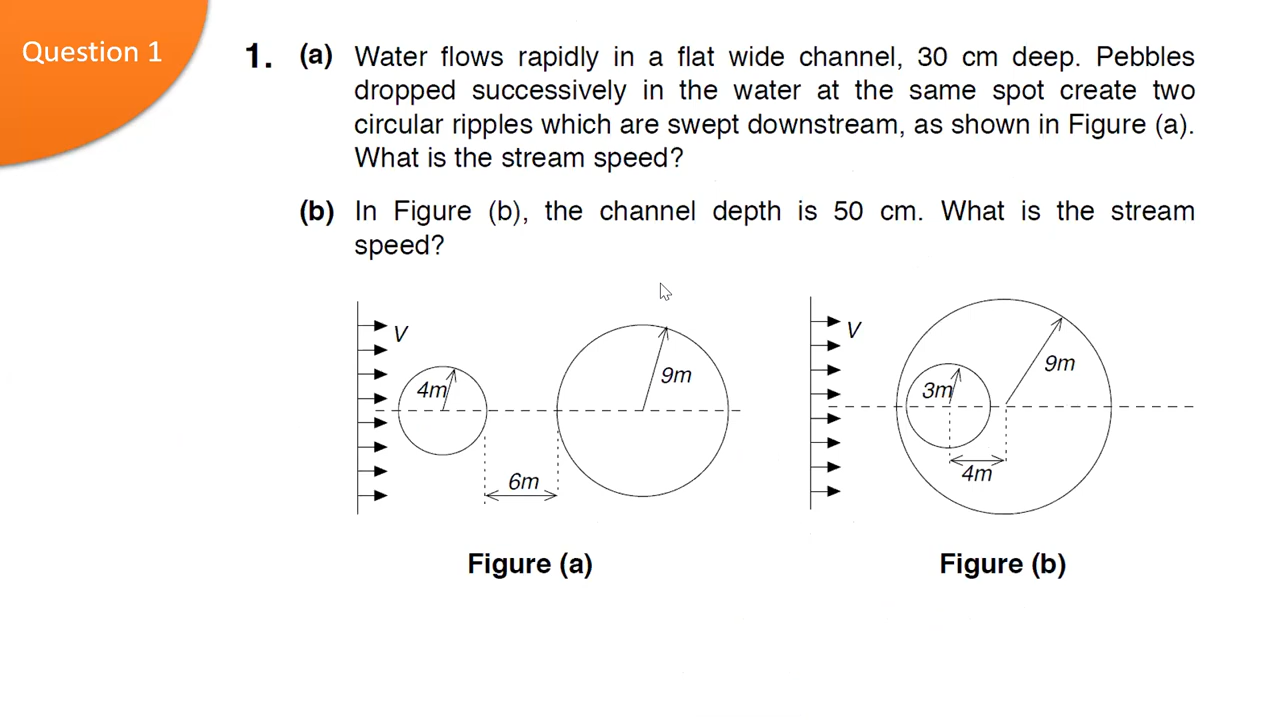 Question 1
1. (a) Water flows rapidly in a flat wide channel, 30 cm deep. Pebbles
dropped successively in the water at the same spot create two
circular ripples which are swept downstream, as shown in Figure (a).
What is the stream speed?
(b) In Figure (b), the channel depth is 50 cm. What is the stream
speed?
V
4m
9m
6m
Figure (a)
V
3m
9m
4m
Figure (b)